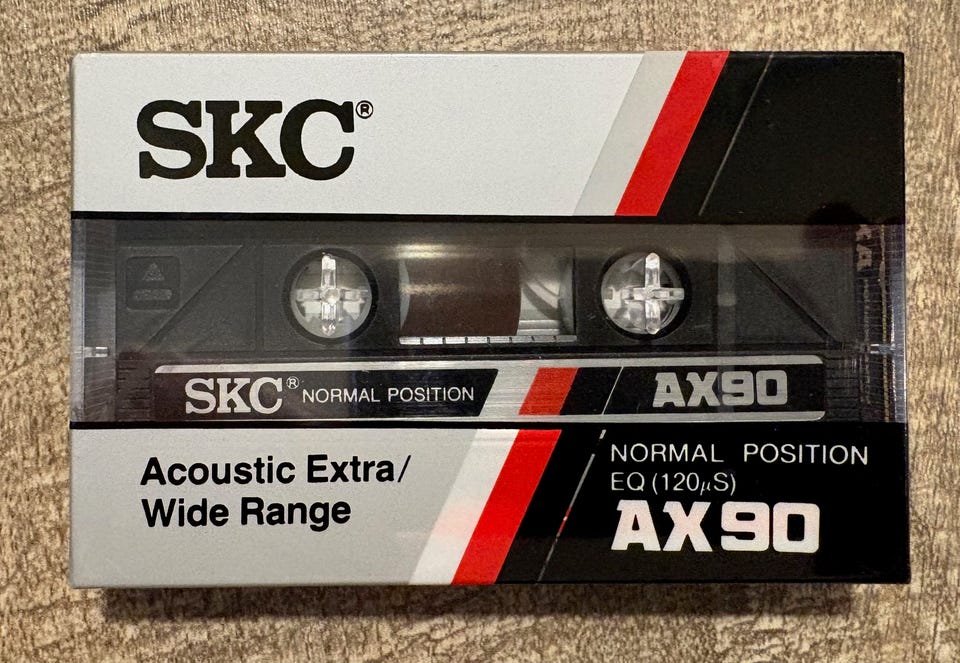 SKC®
SKC® NORMAL POSITION AX90
Acoustic Extra/
Wide Range
NORMAL POSITION
EQ (120μS)
AX90